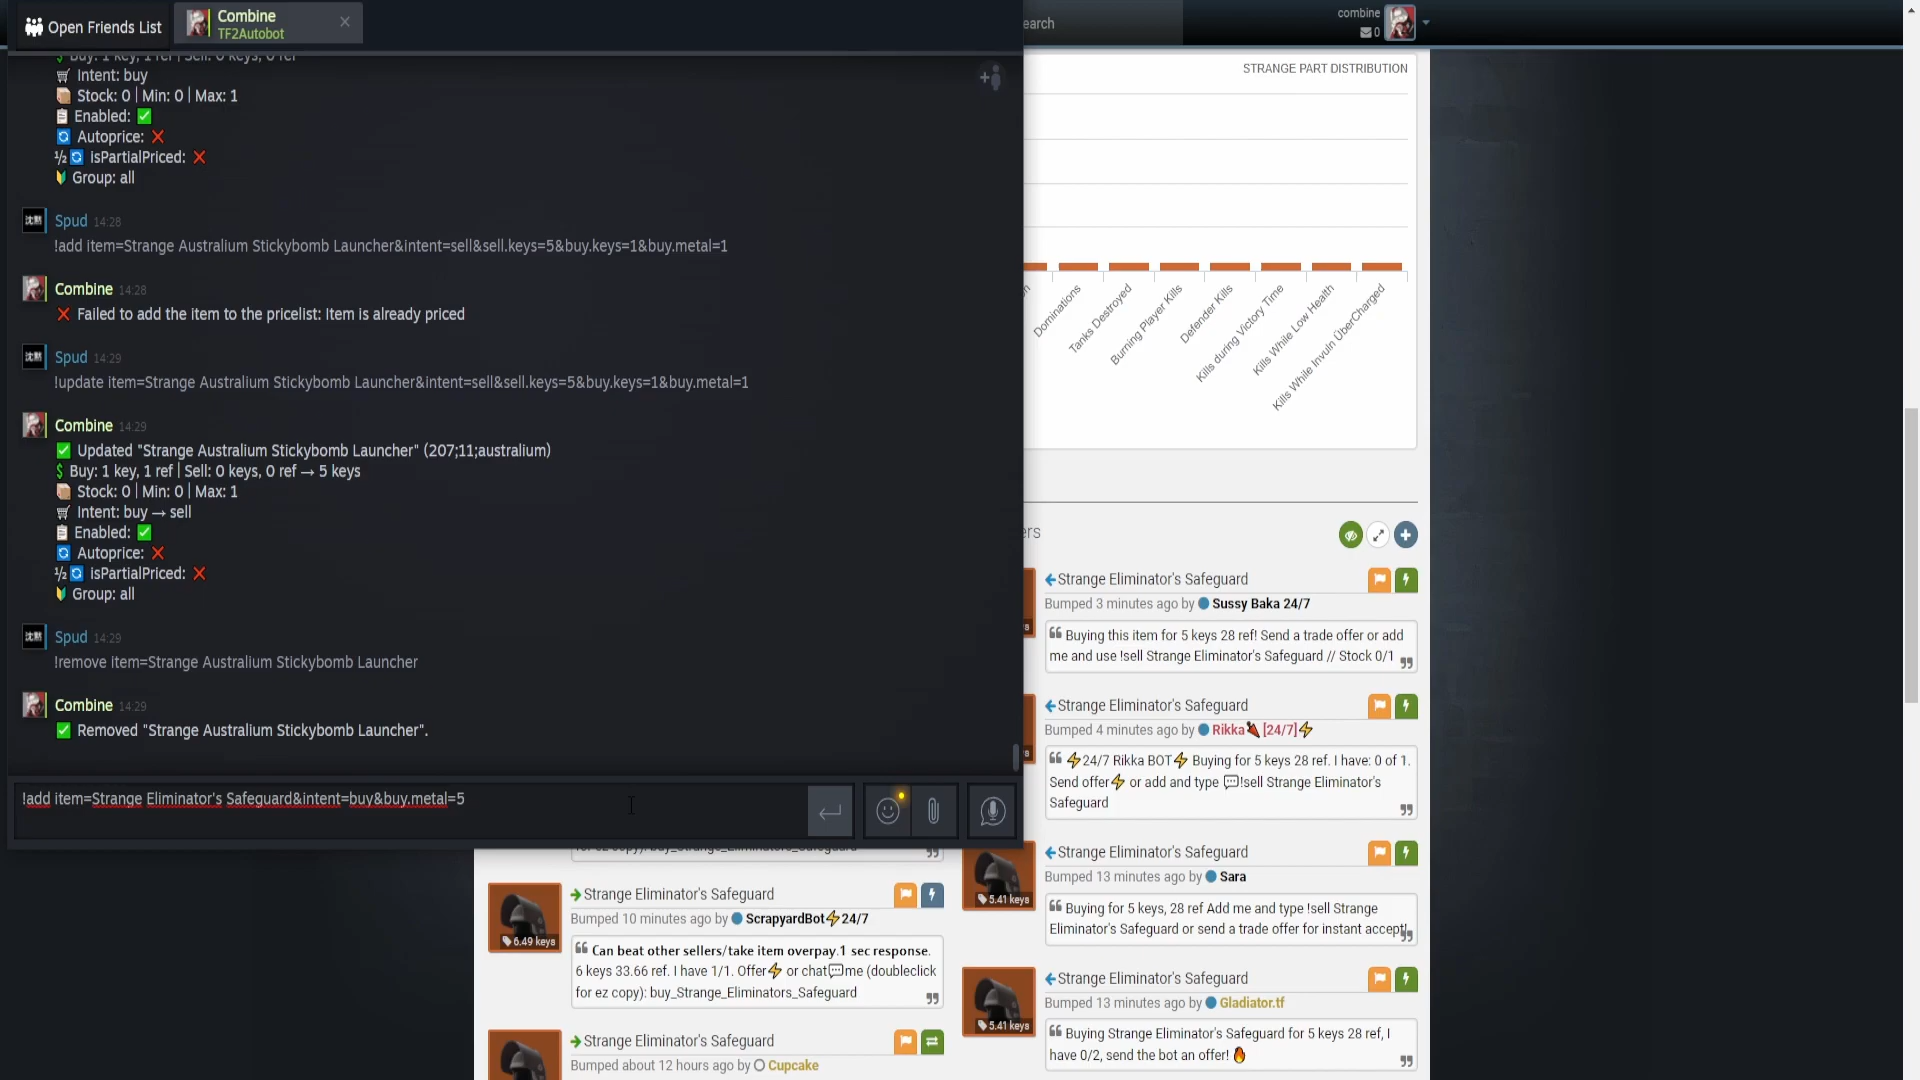 Open Friends List
Combine
TF2Autobot
earch
combine
0
Intent: buy
Stock: 0 | Min: 0 | Max: 1
Enabled: ✅
Autoprice: ❌
½🔄 isPartialPriced: ❌
Group: all
Spud 14:28
!add item=Strange Australium Stickybomb Launcher&intent=sell&sell.keys=5&buy.keys=1&buy.metal=1
Combine 14:28
❌ Failed to add the item to the pricelist: Item is already priced
Spud 14:29
!update item=Strange Australium Stickybomb Launcher&intent=sell&sell.keys=5&buy.keys=1&buy.metal=1
Combine 14:29
✅ Updated "Strange Australium Stickybomb Launcher" (207;11;australium)
Buy: 1 key, 1 ref | Sell: 0 keys, 0 ref → 5 keys
Stock: 0 | Min: 0 | Max: 1
Intent: buy → sell
Enabled: ✅
Autoprice: ❌
½🔄 isPartialPriced: ❌
Group: all
Spud 14:29
!remove item=Strange Australium Stickybomb Launcher
Combine 14:29
✅ Removed "Strange Australium Stickybomb Launcher".
!add item=Strange Eliminator's Safeguard&intent=buy&buy.metal=5
STRANGE PART DISTRIBUTION
Dominations
Tanks Destroyed
Burning Player Kills
Defender Kills
Kills during Victory Time
Kills While Low Health
Kills While Invuln ÜberCharged
ers
Strange Eliminator's Safeguard
Bumped 3 minutes ago by Sussy Baka 24/7
Buying this item for 5 keys 28 ref! Send a trade offer or add
me and use !sell Strange Eliminator's Safeguard // Stock 0/1
Strange Eliminator's Safeguard
Bumped 4 minutes ago by Rikka [24/7]⚡
⚡24/7 Rikka BOT⚡ Buying for 5 keys 28 ref. I have: 0 of 1.
Send offer⚡ or add and type 💬!sell Strange Eliminator's
Safeguard
5.41 keys
Strange Eliminator's Safeguard
Bumped 13 minutes ago by Sara
Buying for 5 keys, 28 ref Add me and type !sell Strange
Eliminator's Safeguard or send a trade offer for instant accept!
5.41 keys
Strange Eliminator's Safeguard
Bumped 13 minutes ago by Gladiator.tf
Buying Strange Eliminator's Safeguard for 5 keys 28 ref, I
have 0/2, send the bot an offer! 🔥
6.49 keys
Strange Eliminator's Safeguard
Bumped 10 minutes ago by ScrapyardBot⚡24/7
Can beat other sellers/take item overpay.1 sec response.
6 keys 33.66 ref. I have 1/1. Offer⚡ or chat💬me (doubleclick
for ez copy): buy_Strange_Eliminators_Safeguard
Strange Eliminator's Safeguard
Bumped about 12 hours ago by Cupcake